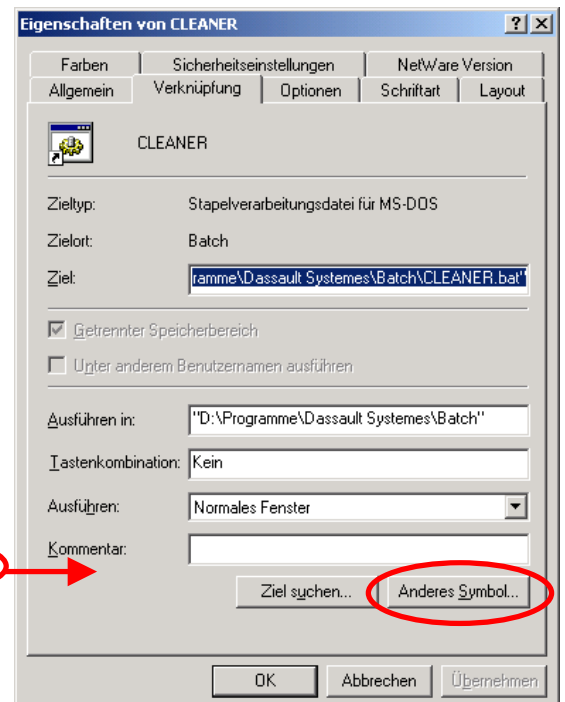 Eigenschaften von CLEANER
Farben Sicherheitseinstellungen NetWare Version
Allgemein Verknüpfung Optionen Schriftart Layout
CLEANER
Zieltyp: Stapelverarbeitungsdatei für MS-DOS
Zielort: Batch
Ziel: ramme\Dassault Systemes\Batch\CLEANER.bat"
Getrennter Speicherbereich
Unter anderem Benutzernamen ausführen
Ausführen in: "D:\Programme\Dassault Systemes\Batch"
Tastenkombination: Kein
Ausführen: Normales Fenster
Kommentar:
Ziel suchen... Anderes Symbol...
OK Abbrechen Übernehmen